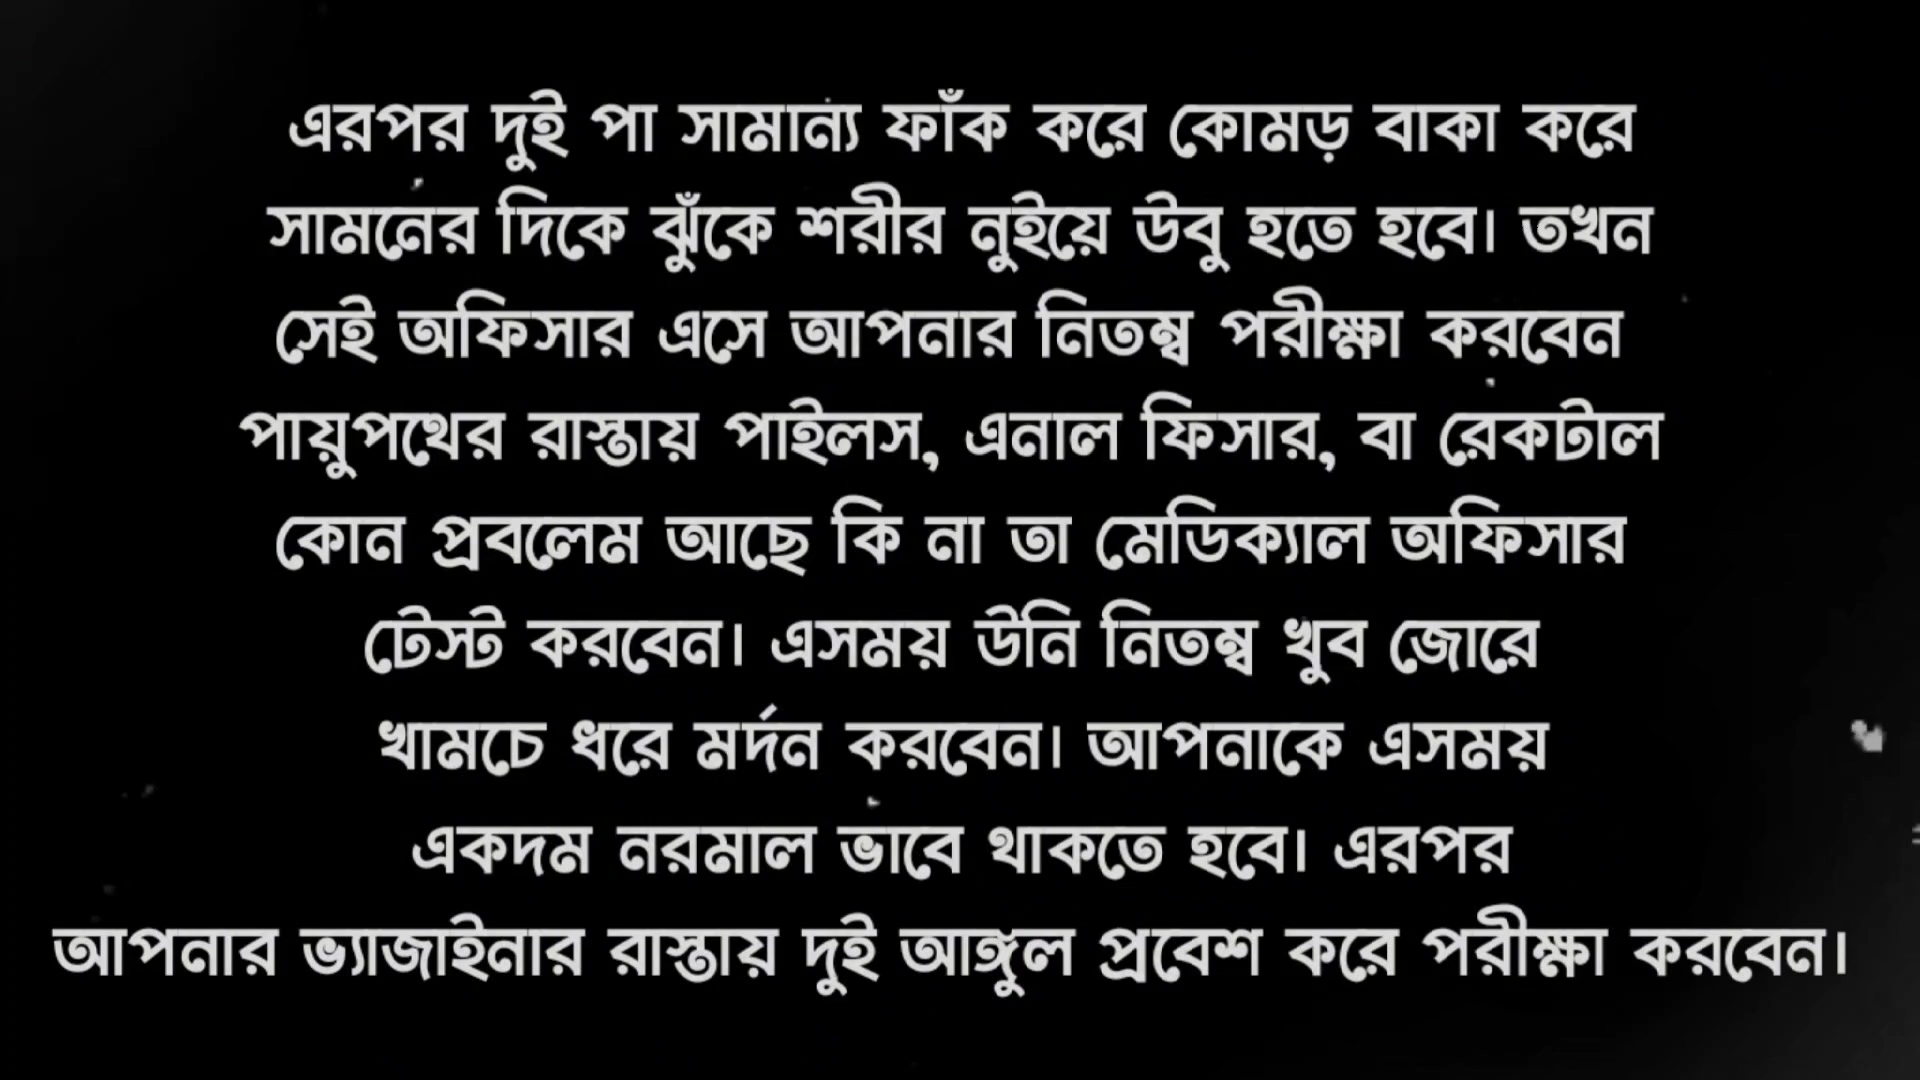 এরপর দুই পা সামান্য ফাঁক করে কোমড় বাকা করে
সামনের দিকে ঝুঁকে শরীর নুইয়ে উবু হতে হবে। তখন
সেই অফিসার এসে আপনার নিতম্ব পরীক্ষা করবেন
পায়ুপথের রাস্তায় পাইলস, এনাল ফিসার, বা রেকটাল
কোন প্রবলেম আছে কি না তা মেডিক্যাল অফিসার
টেস্ট করবেন। এসময় উনি নিতম্ব খুব জোরে
খামচে ধরে মর্দন করবেন। আপনাকে এসময়
একদম নরমাল ভাবে থাকতে হবে। এরপর
আপনার ভ্যাজাইনার রাস্তায় দুই আঙ্গুল প্রবেশ করে পরীক্ষা করবেন।